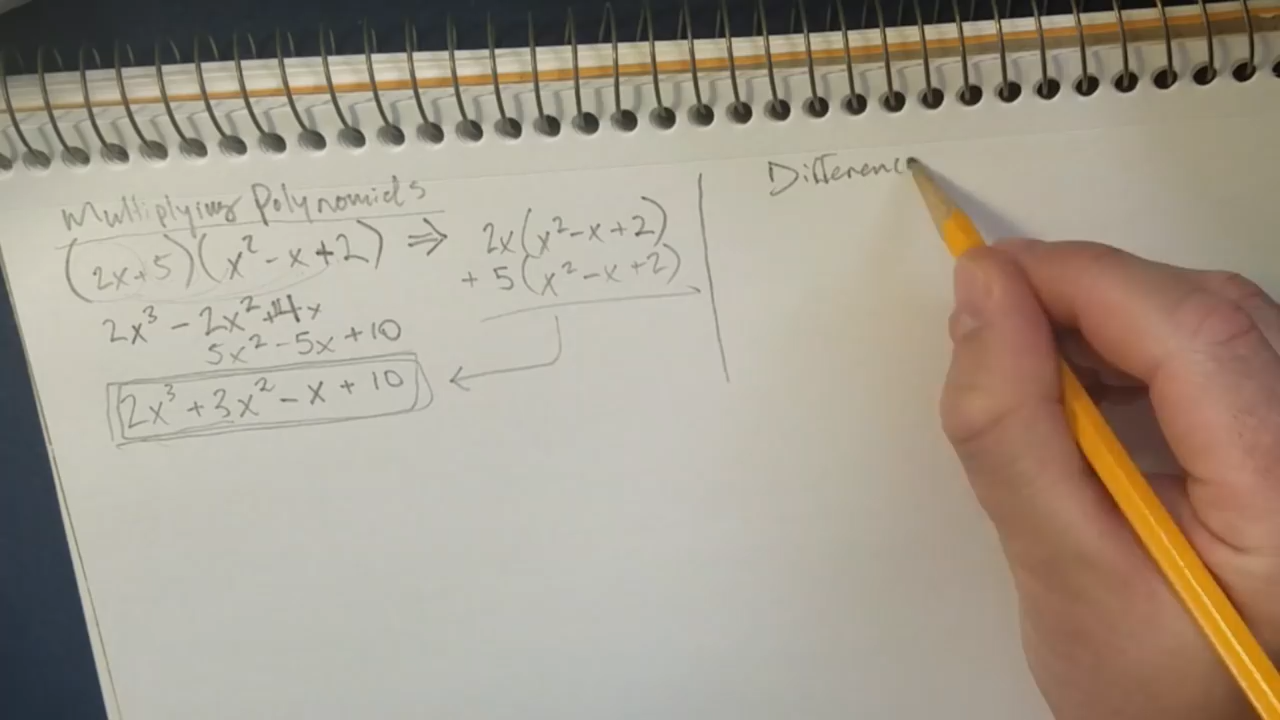 Multiplying Polynomials
(2x+5)(x²-x+2) ⇒
2x(x²-x+2)
+ 5(x²-x+2)
2x³ - 2x²+4x
5x² - 5x + 10
2x³ + 3x² - x + 10
Difference